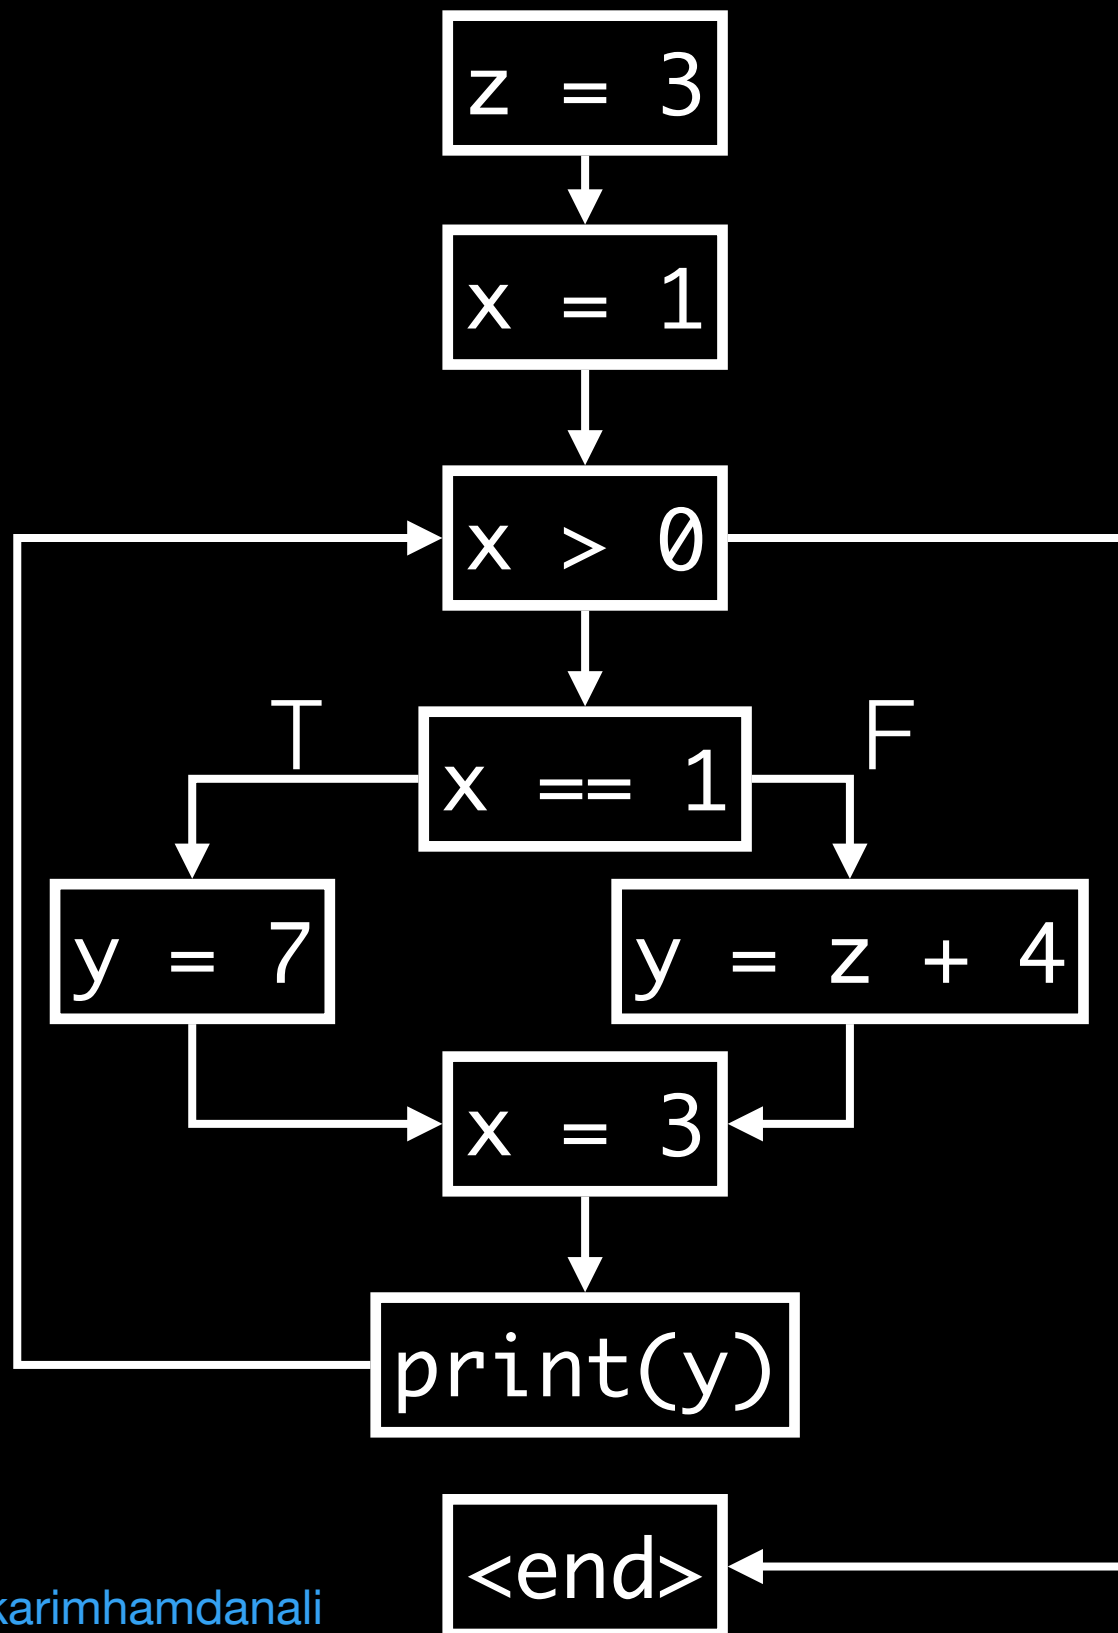 z = 3
x = 1
x > 0
T
F
x == 1
y = 7
y = z + 4
x = 3
print(y)
<end>
karimhamdanali